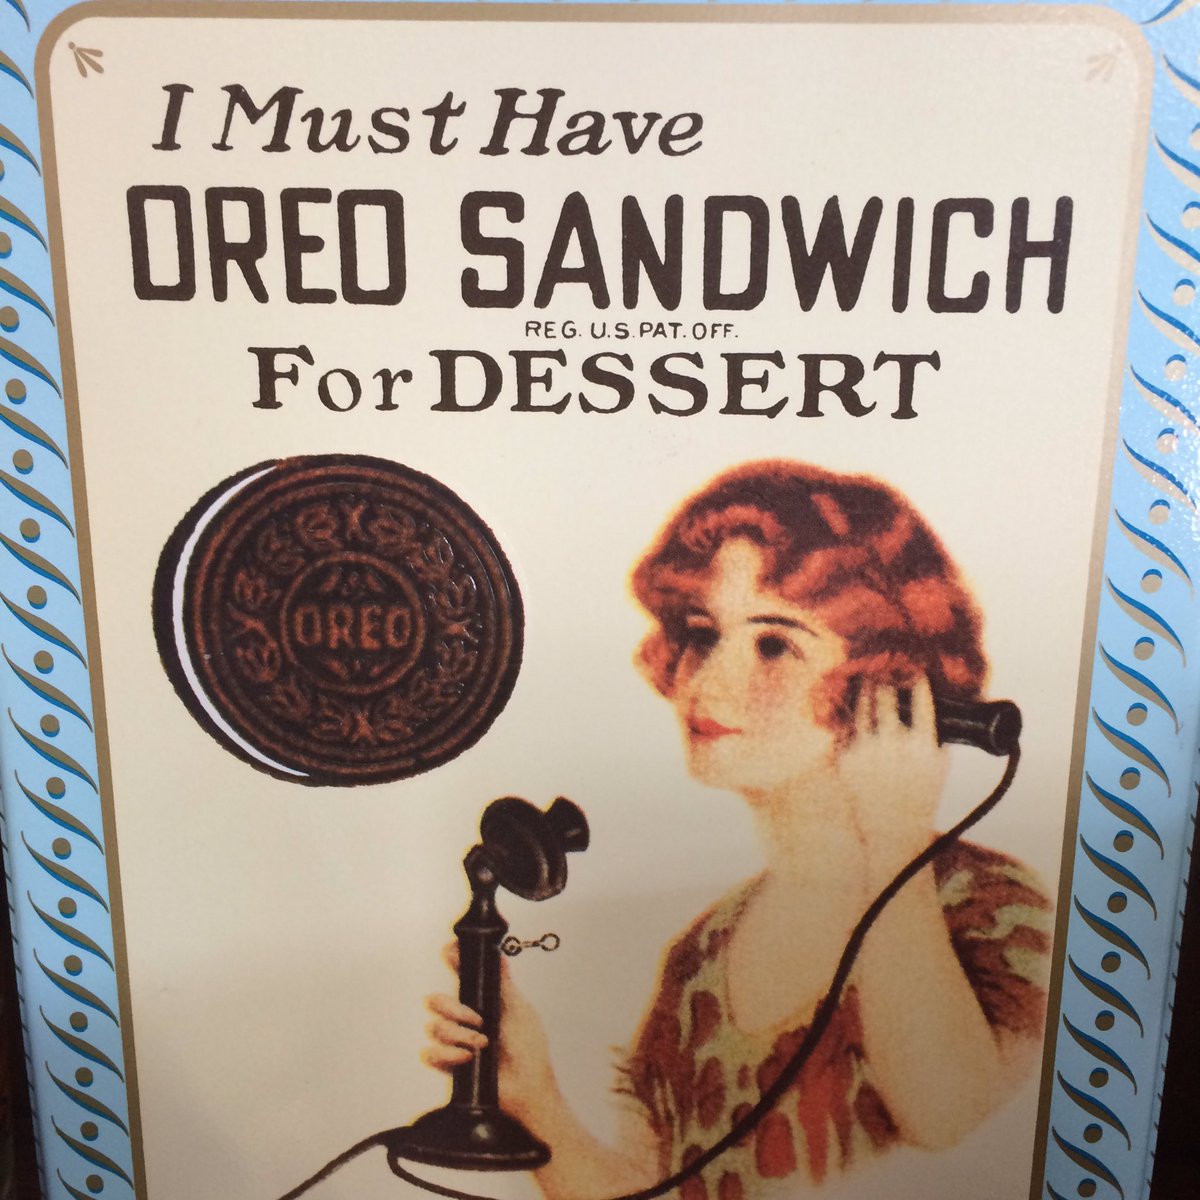 I Must Have
OREO SANDWICH
REG. U.S. PAT. OFF.
For DESSERT
OREO